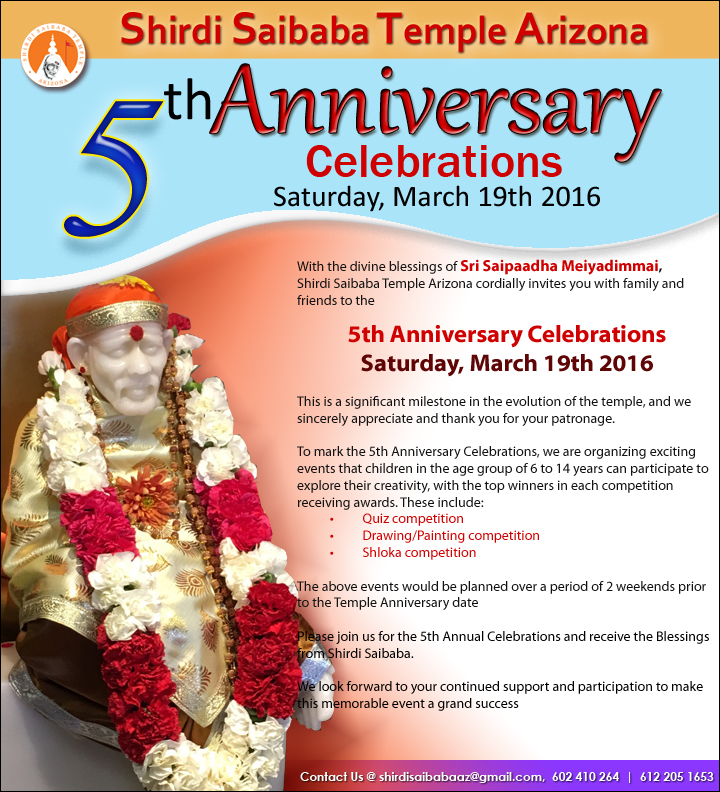 SHIRDI SAIBABA TEMPLE
ARIZONA
Shirdi Saibaba Temple Arizona
5th Anniversary
Celebrations
Saturday, March 19th 2016
With the divine blessings of Sri Saipaadha Meiyadimmai,
Shirdi Saibaba Temple Arizona cordially invites you with family and
friends to the
5th Anniversary Celebrations
Saturday, March 19th 2016
This is a significant milestone in the evolution of the temple, and we
sincerely appreciate and thank you for your patronage.
To mark the 5th Anniversary Celebrations, we are organizing exciting
events that children in the age group of 6 to 14 years can participate to
explore their creativity, with the top winners in each competition
receiving awards. These include:
• Quiz competition
• Drawing/Painting competition
• Shloka competition
The above events would be planned over a period of 2 weekends prior
to the Temple Anniversary date
Please join us for the 5th Annual Celebrations and receive the Blessings
from Shirdi Saibaba.
We look forward to your continued support and participation to make
this memorable event a grand success
Contact Us @ shirdisaibabaaz@gmail.com, 602 410 264 | 612 205 1653